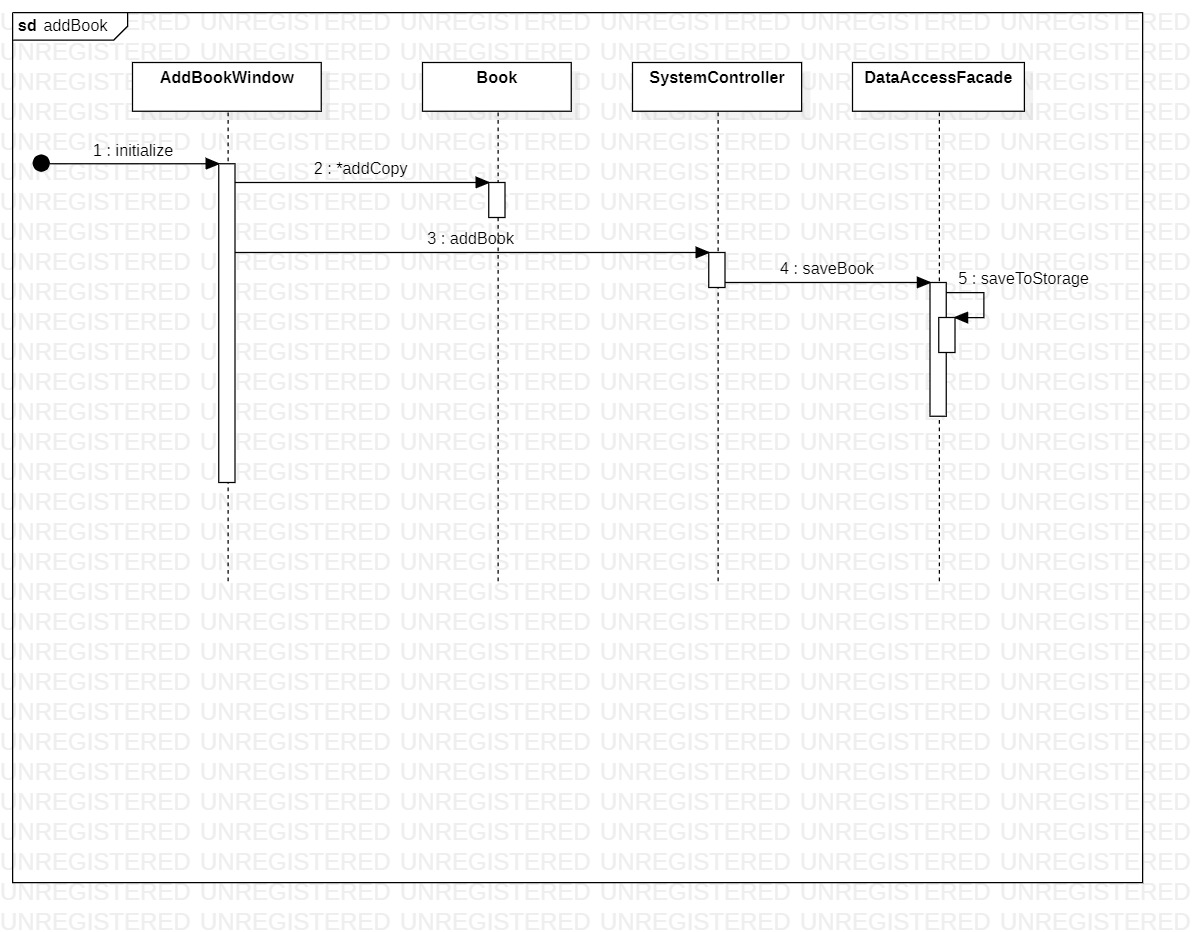 sd addBook
AddBookWindow
Book
SystemController
DataAccessFacade
1 : initialize
2 : *addCopy
3 : addBook
4 : saveBook
5 : saveToStorage
UNREGISTERED UNREGISTERED UNREGISTERED UNREGISTERED UNREGISTERED UNREGISTERED